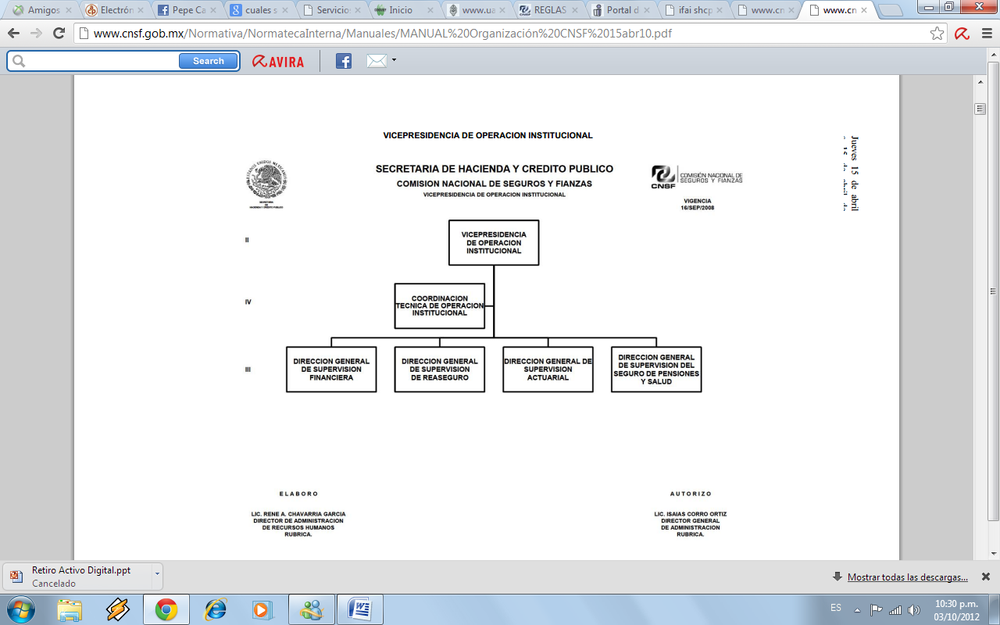 Amigos
Electrón
Pepe Ca
cuales s
Servicios
Inicio
www.ua
REGLAS
Portal d
ifai shcp
www.cn
www.cn
www.cnsf.gob.mx/Normativa/NormatecaInterna/Manuales/MANUAL%20Organización%20CNSF%2015abr10.pdf
Search
AVIRA
VICEPRESIDENCIA DE OPERACION INSTITUCIONAL
Jueves 15 de abril
ESTADOS UNIDOS MEXICANOS
SECRETARIA
DE
HACIENDA Y CREDITO PUBLICO
SECRETARIA DE HACIENDA Y CREDITO PUBLICO
COMISION NACIONAL DE SEGUROS Y FIANZAS
VICEPRESIDENCIA DE OPERACION INSTITUCIONAL
CNSF
COMISIÓN NACIONAL DE
SEGUROS Y FIANZAS
VIGENCIA
16/SEP/2008
II
VICEPRESIDENCIA
DE OPERACION
INSTITUCIONAL
IV
COORDINACION
TECNICA DE OPERACION
INSTITUCIONAL
III
DIRECCION GENERAL
DE SUPERVISION
FINANCIERA
DIRECCION GENERAL
DE SUPERVISION
DE REASEGURO
DIRECCION GENERAL DE
SUPERVISION
ACTUARIAL
DIRECCION GENERAL
DE SUPERVISION DEL
SEGURO DE PENSIONES
Y SALUD
ELABORO
LIC. RENE A. CHAVARRIA GARCIA
DIRECTOR DE ADMINISTRACION
DE RECURSOS HUMANOS
RUBRICA.
AUTORIZO
LIC. ISAIAS CORRO ORTIZ
DIRECTOR GENERAL
DE ADMINISTRACION
RUBRICA.
Retiro Activo Digital.ppt
Cancelado
Mostrar todas las descargas...
ES
10:30 p.m.
03/10/2012